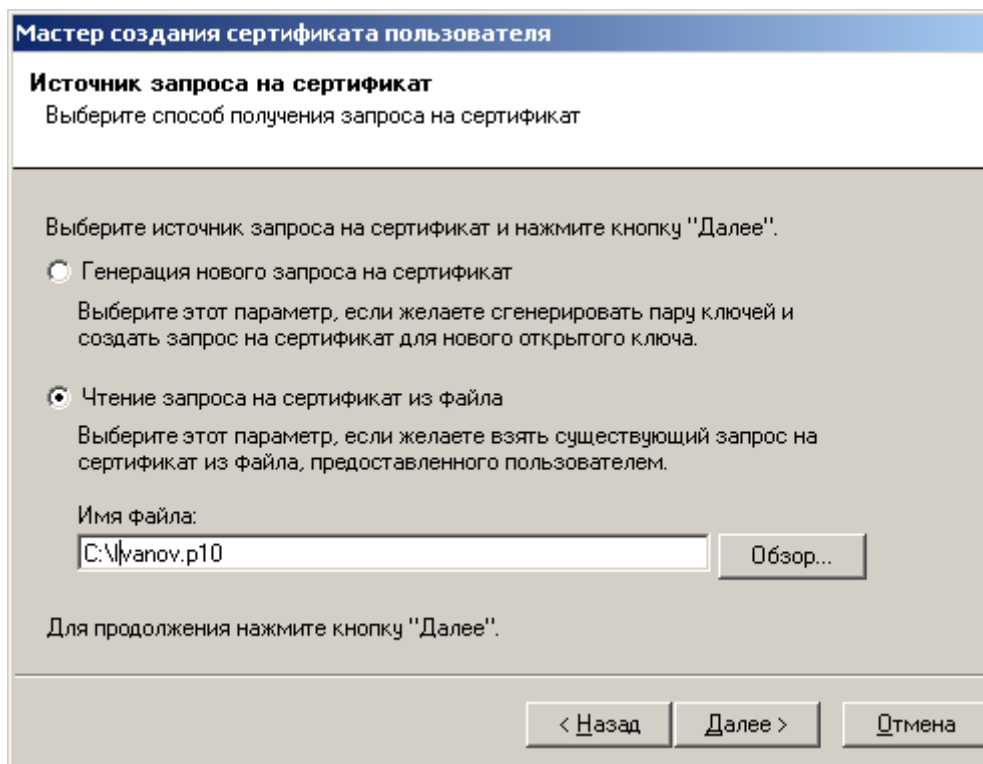 Мастер создания сертификата пользователя
Источник запроса на сертификат
Выберите способ получения запроса на сертификат
Выберите источник запроса на сертификат и нажмите кнопку "Далее".
Генерация нового запроса на сертификат
Выберите этот параметр, если желаете сгенерировать пару ключей и
создать запрос на сертификат для нового открытого ключа.
Чтение запроса на сертификат из файла
Выберите этот параметр, если желаете взять существующий запрос на
сертификат из файла, предоставленного пользователем.
Имя файла:
C:\Ivanov.p10
Обзор...
Для продолжения нажмите кнопку "Далее".
< Назад
Далее >
Отмена